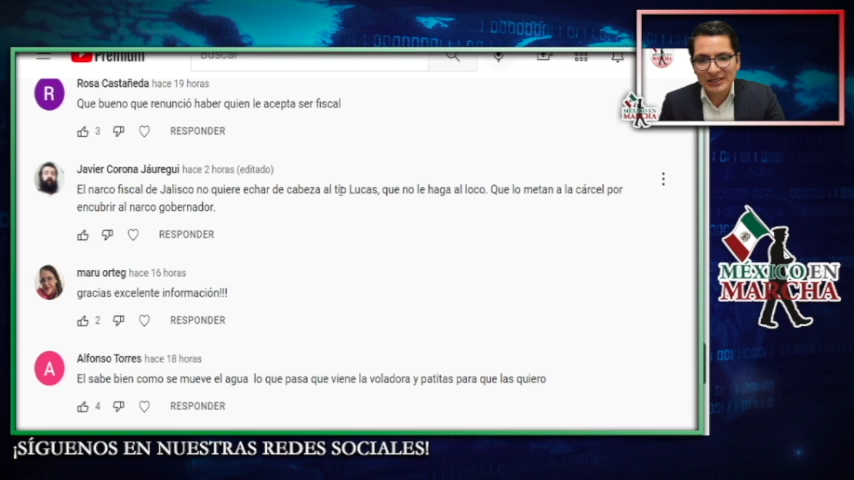 Premium
Buscar
Rosa Castañeda hace 19 horas
Que bueno que renunció haber quien le acepta ser fiscal
3 RESPONDER
Javier Corona Jáuregui hace 2 horas (editado)
El narco fiscal de Jalisco no quiere echar de cabeza al tip Lucas, que no le haga al loco. Que lo metan a la cárcel por
encubrir al narco gobernador.
RESPONDER
maru orteg hace 16 horas
gracias excelente información!!!
2 RESPONDER
A
Alfonso Torres hace 18 horas
El sabe bien como se mueve el agua lo que pasa que viene la voladora y patitas para que las quiero
4 RESPONDER
R
MÉXICO EN
MARCHA
MÉXICO EN
MARCHA
¡SÍGUENOS EN NUESTRAS REDES SOCIALES!